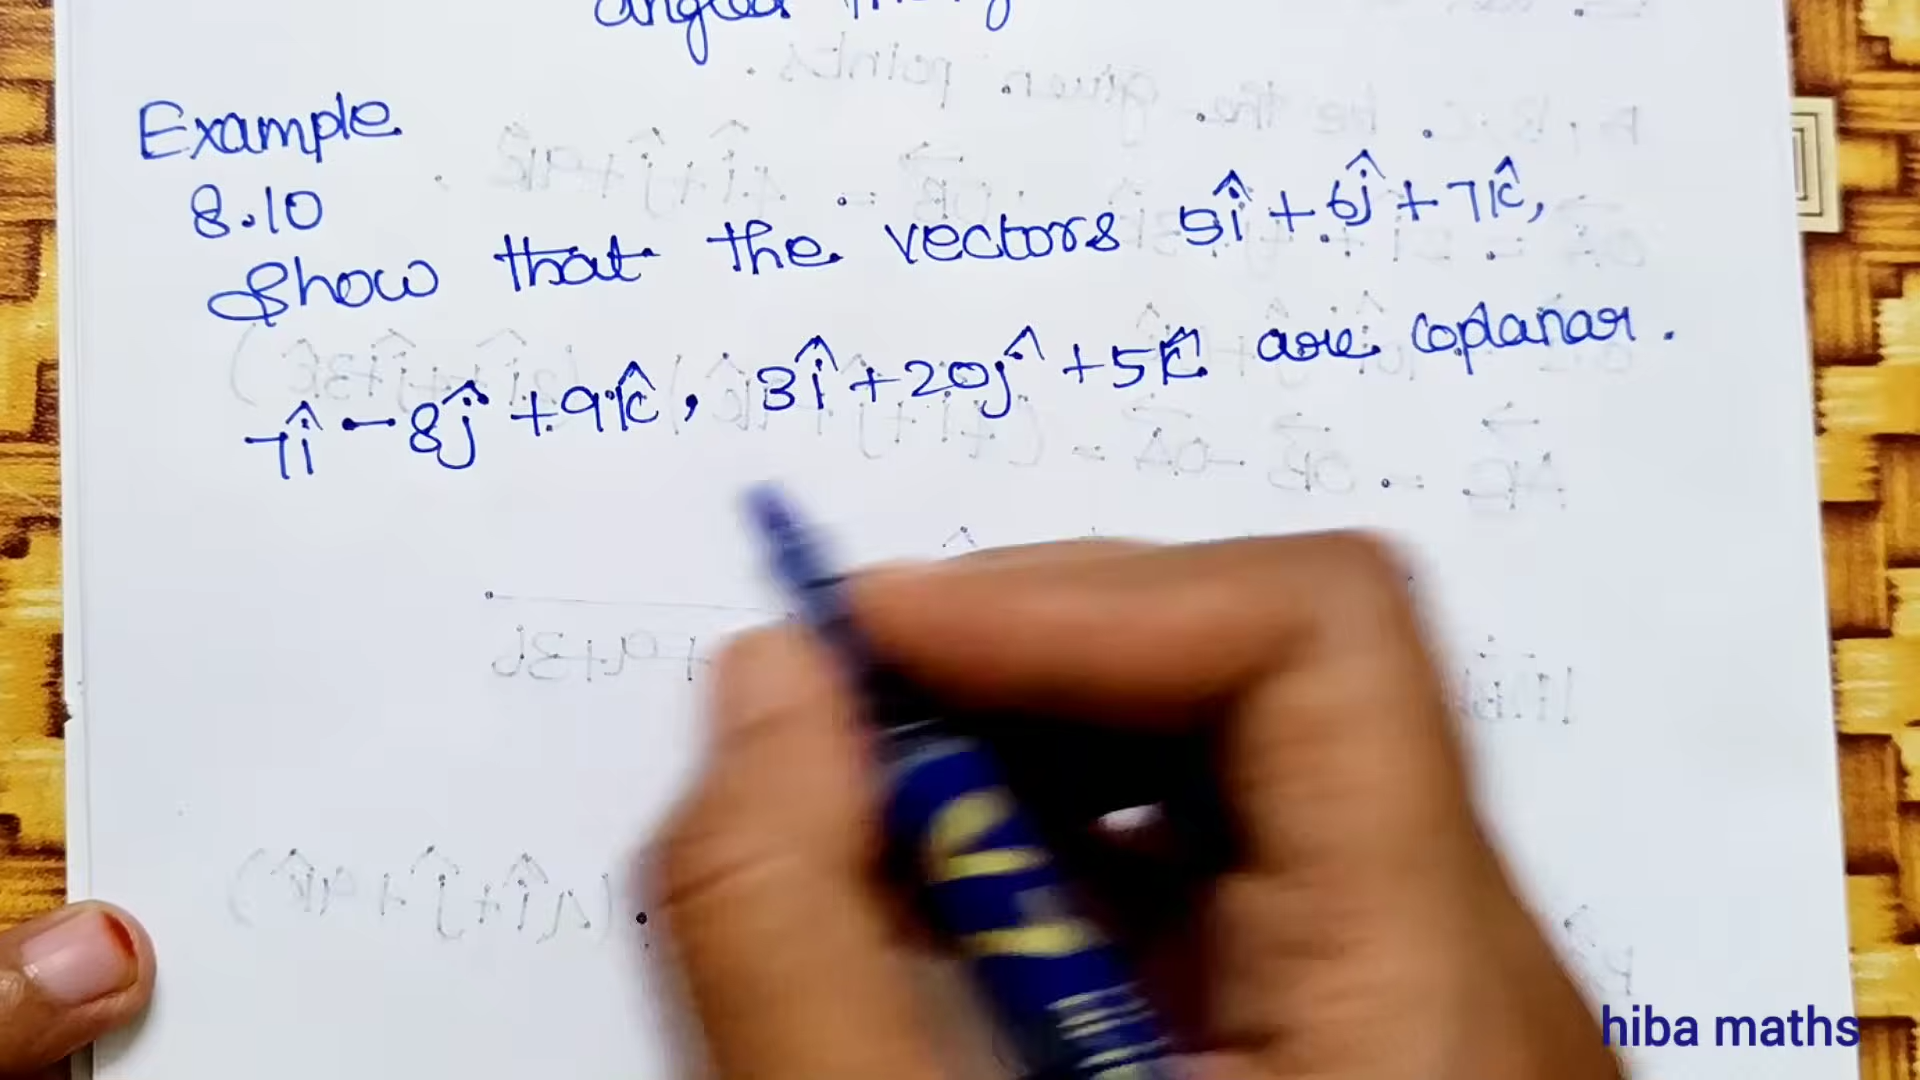 Example
8.10
Show that the vectors 5î + 6ĵ + 7k̂,
7î - 8ĵ + 9k̂, 3î + 20ĵ + 5k̂ are coplanar.
hiba maths